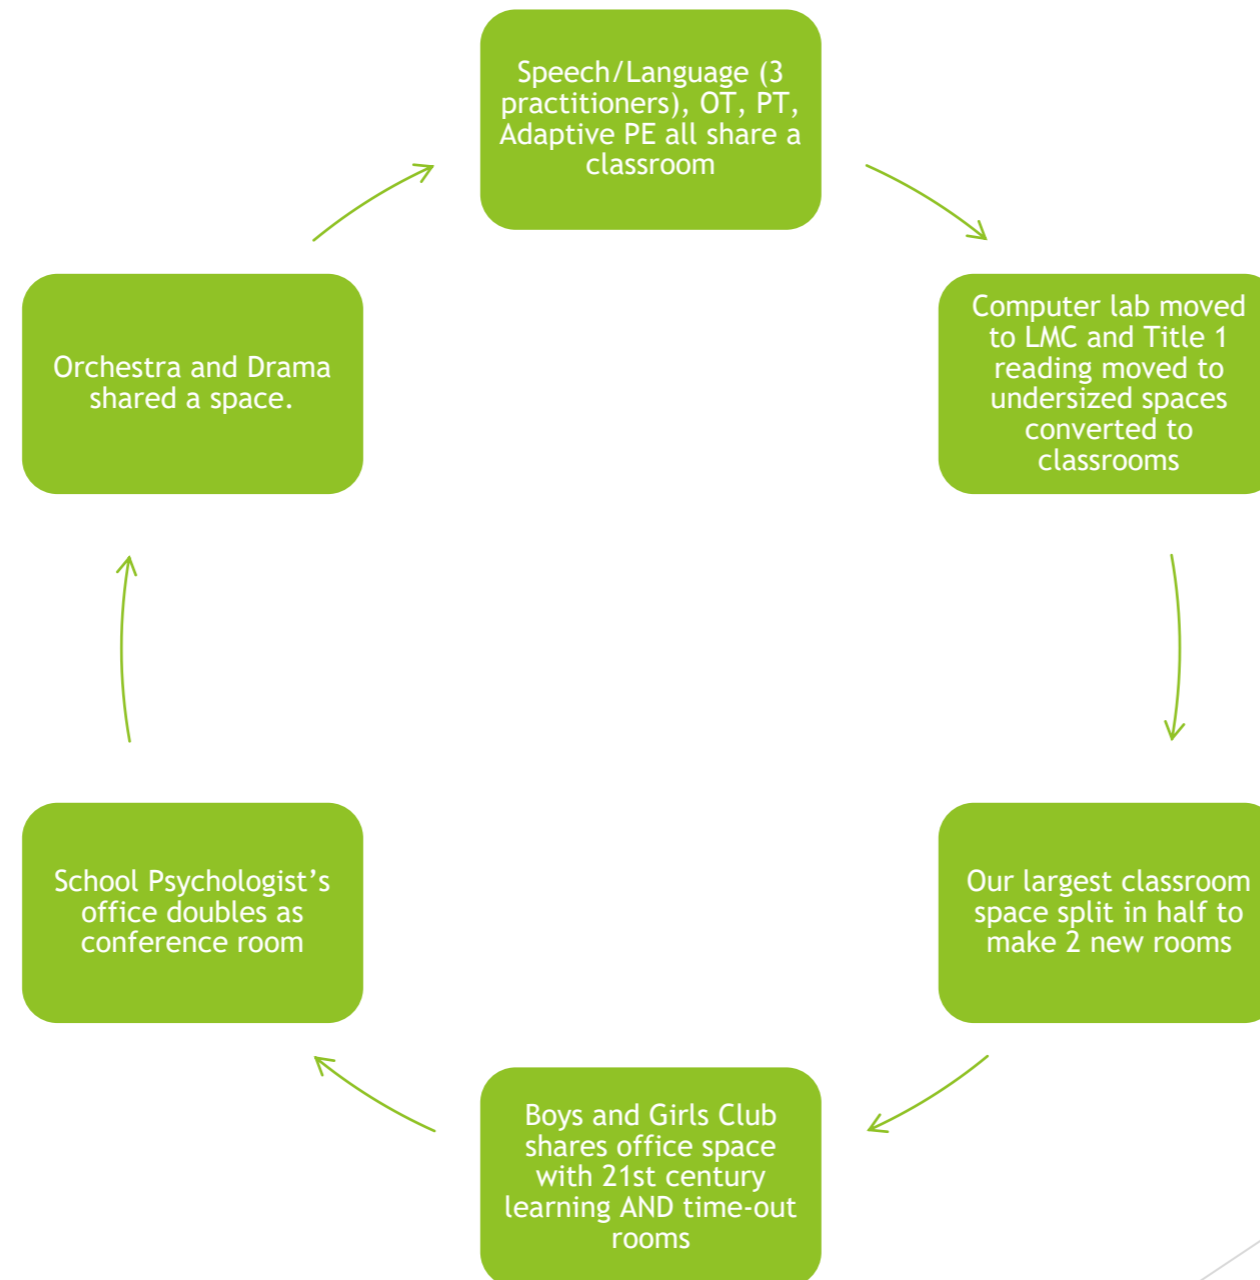 Speech/Language (3
practitioners), OT, PT,
Adaptive PE all share a
classroom
Computer lab moved
to LMC and Title 1
reading moved to
undersized spaces
converted to
classrooms
Our largest classroom
space split in half to
make 2 new rooms
Boys and Girls Club
shares office space
with 21st century
learning AND time-out
rooms
School Psychologist’s
office doubles as
conference room
Orchestra and Drama
shared a space.